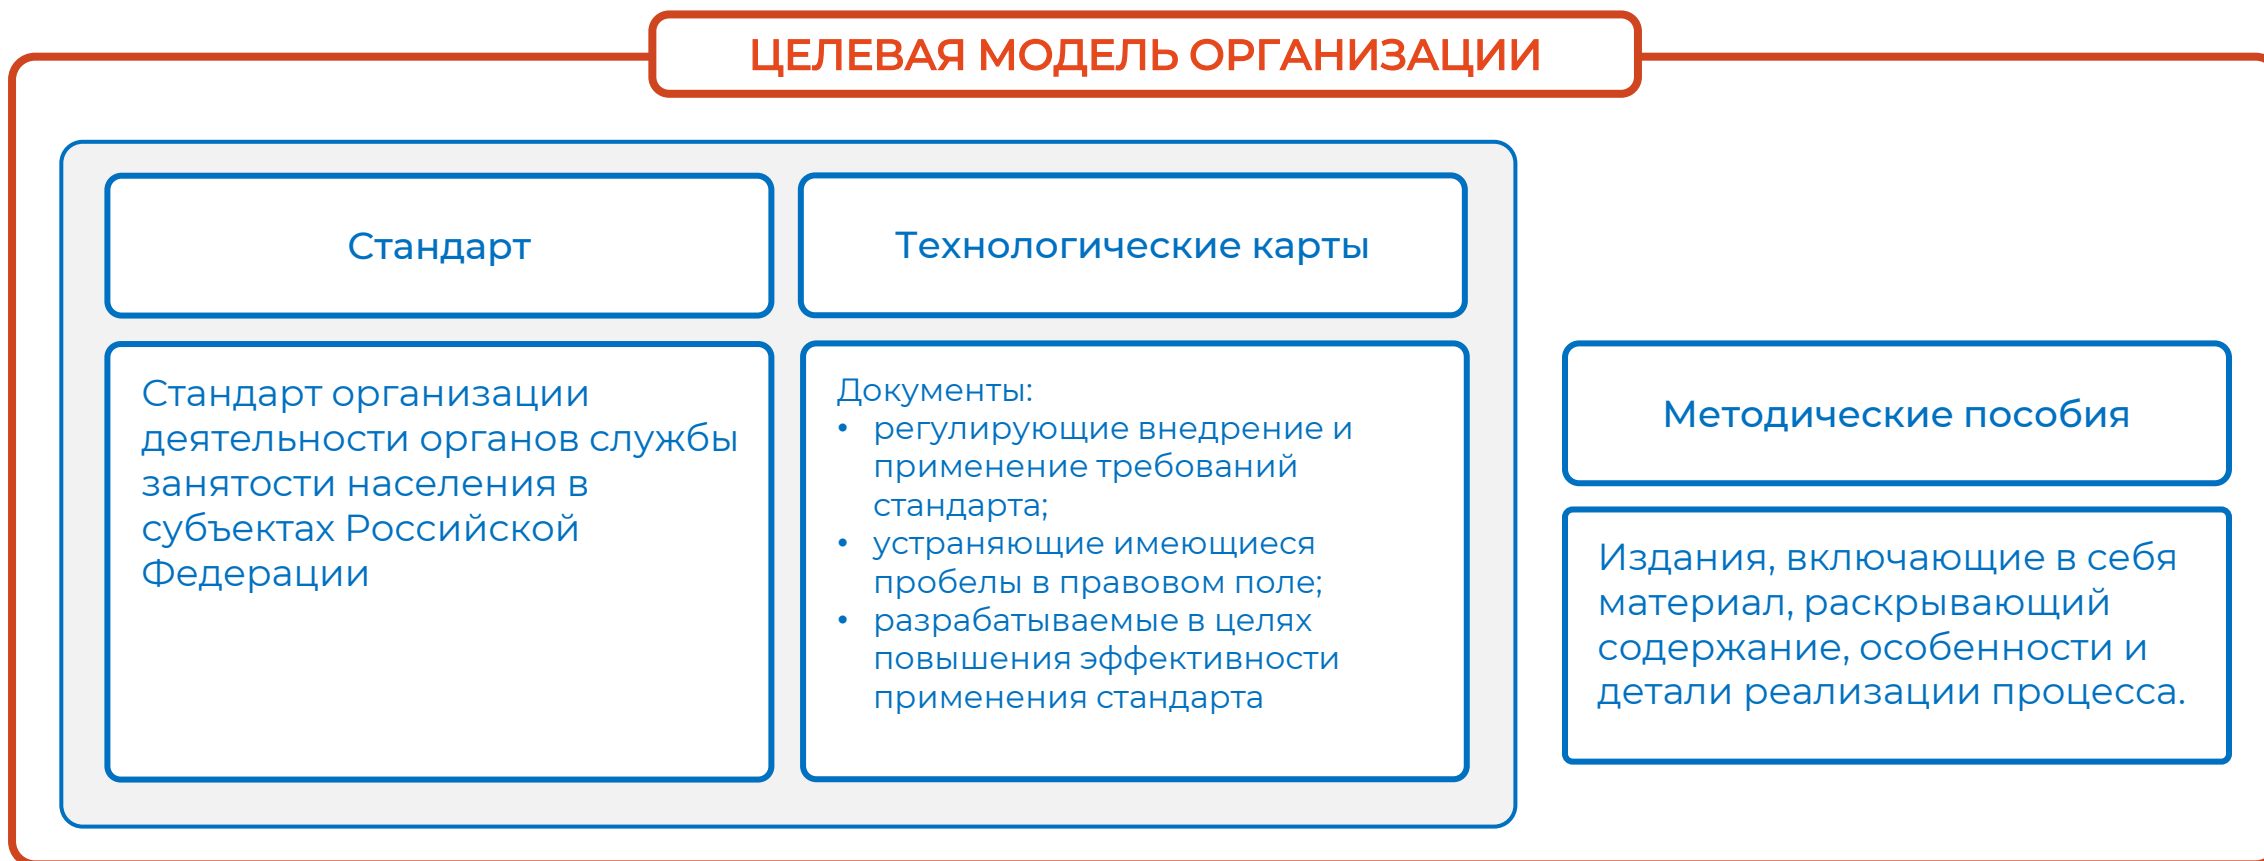 ЦЕЛЕВАЯ МОДЕЛЬ ОРГАНИЗАЦИИ
Стандарт
Стандарт организации
деятельности органов службы
занятости населения в
субъектах Российской
Федерации
Технологические карты
Документы:
• регулирующие внедрение и
применение требований
стандарта;
• устраняющие имеющиеся
пробелы в правовом поле;
• разрабатываемые в целях
повышения эффективности
применения стандарта
Методические пособия
Издания, включающие в себя
материал, раскрывающий
содержание, особенности и
детали реализации процесса.